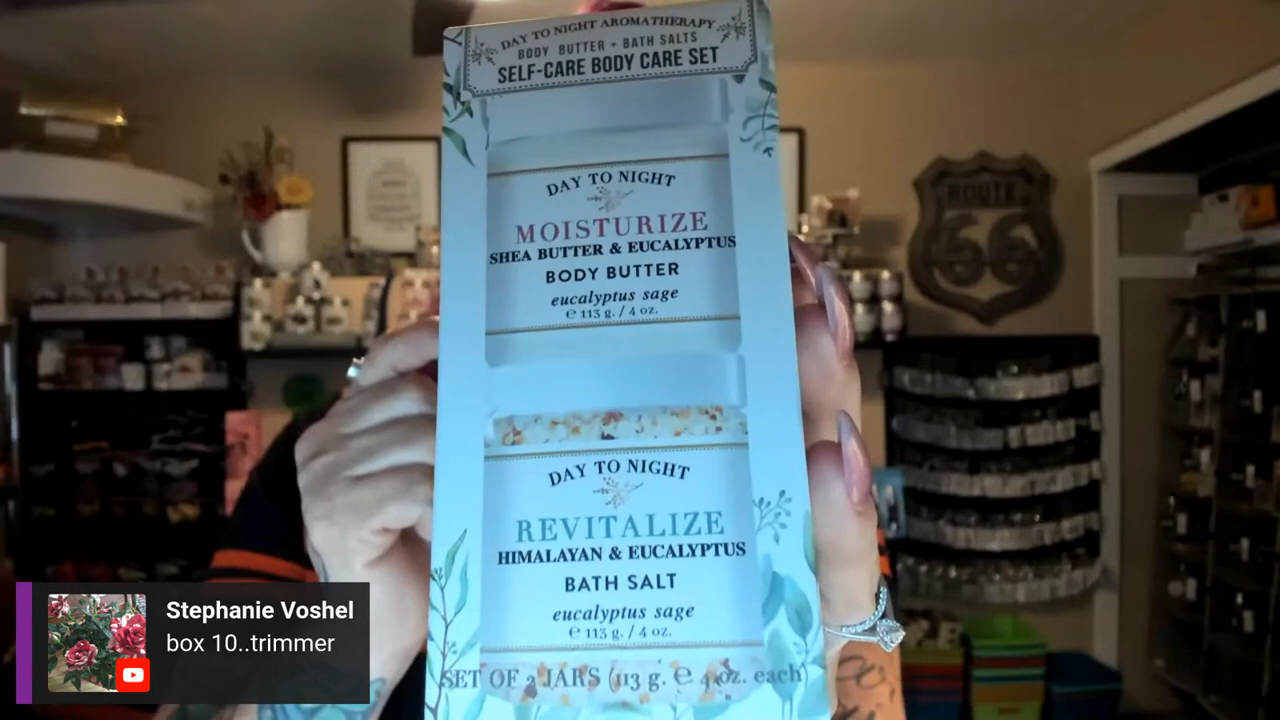 DAY TO NIGHT AROMATHERAPY
BODY BUTTER + BATH SALTS
SELF-CARE BODY CARE SET
DAY TO NIGHT
MOISTURIZE
SHEA BUTTER & EUCALYPTUS
BODY BUTTER
eucalyptus sage
℮ 113 g. / 4 oz.
DAY TO NIGHT
REVITALIZE
HIMALAYAN & EUCALYPTUS
BATH SALT
eucalyptus sage
℮ 113 g. / 4 oz.
SET OF 2 JARS (113 g. ℮ 4 oz. each)
ROUTE
66
Stephanie Voshel
box 10..trimmer